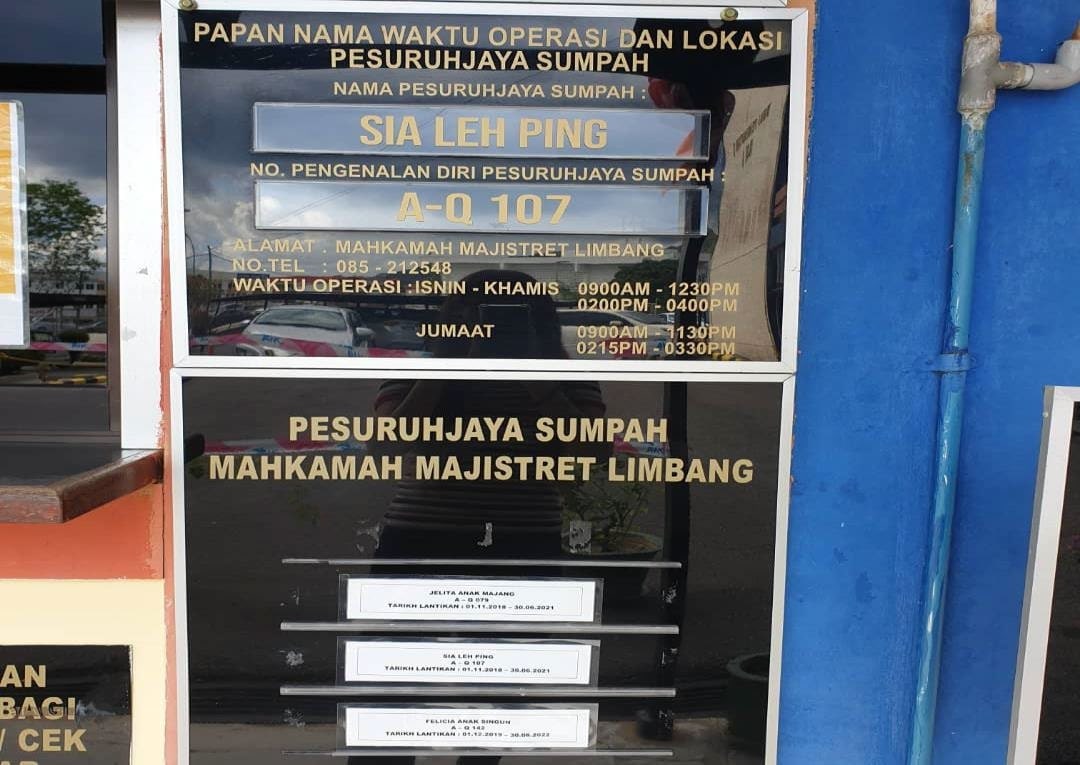 PAPAN NAMA WAKTU OPERASI DAN LOKASI
PESURUHJAYA SUMPAH
NAMA PESURUHJAYA SUMPAH :
SIA LEH PING
NO. PENGENALAN DIRI PESURUHJAYA SUMPAH :
A-Q 107
ALAMAT : MAHKAMAH MAJISTRET LIMBANG
NO.TEL : 085 - 212548
WAKTU OPERASI :ISNIN - KHAMIS 0900AM - 1230PM
0200PM - 0400PM
JUMAAT 0900AM - 1130PM
0215PM - 0330PM
PESURUHJAYA SUMPAH
MAHKAMAH MAJISTRET LIMBANG
JELITA ANAK MAJANG
A - Q 079
TARIKH LANTIKAN : 01.11.2018 - 30.06.2021
SIA LEH PING
A - Q 107
TARIKH LANTIKAN : 01.11.2018 - 30.06.2021
FELICIA ANAK SINGUN
A - Q 142
TARIKH LANTIKAN : 01.12.2019 - 30.06.2022
AN
BAGI
/ CEK